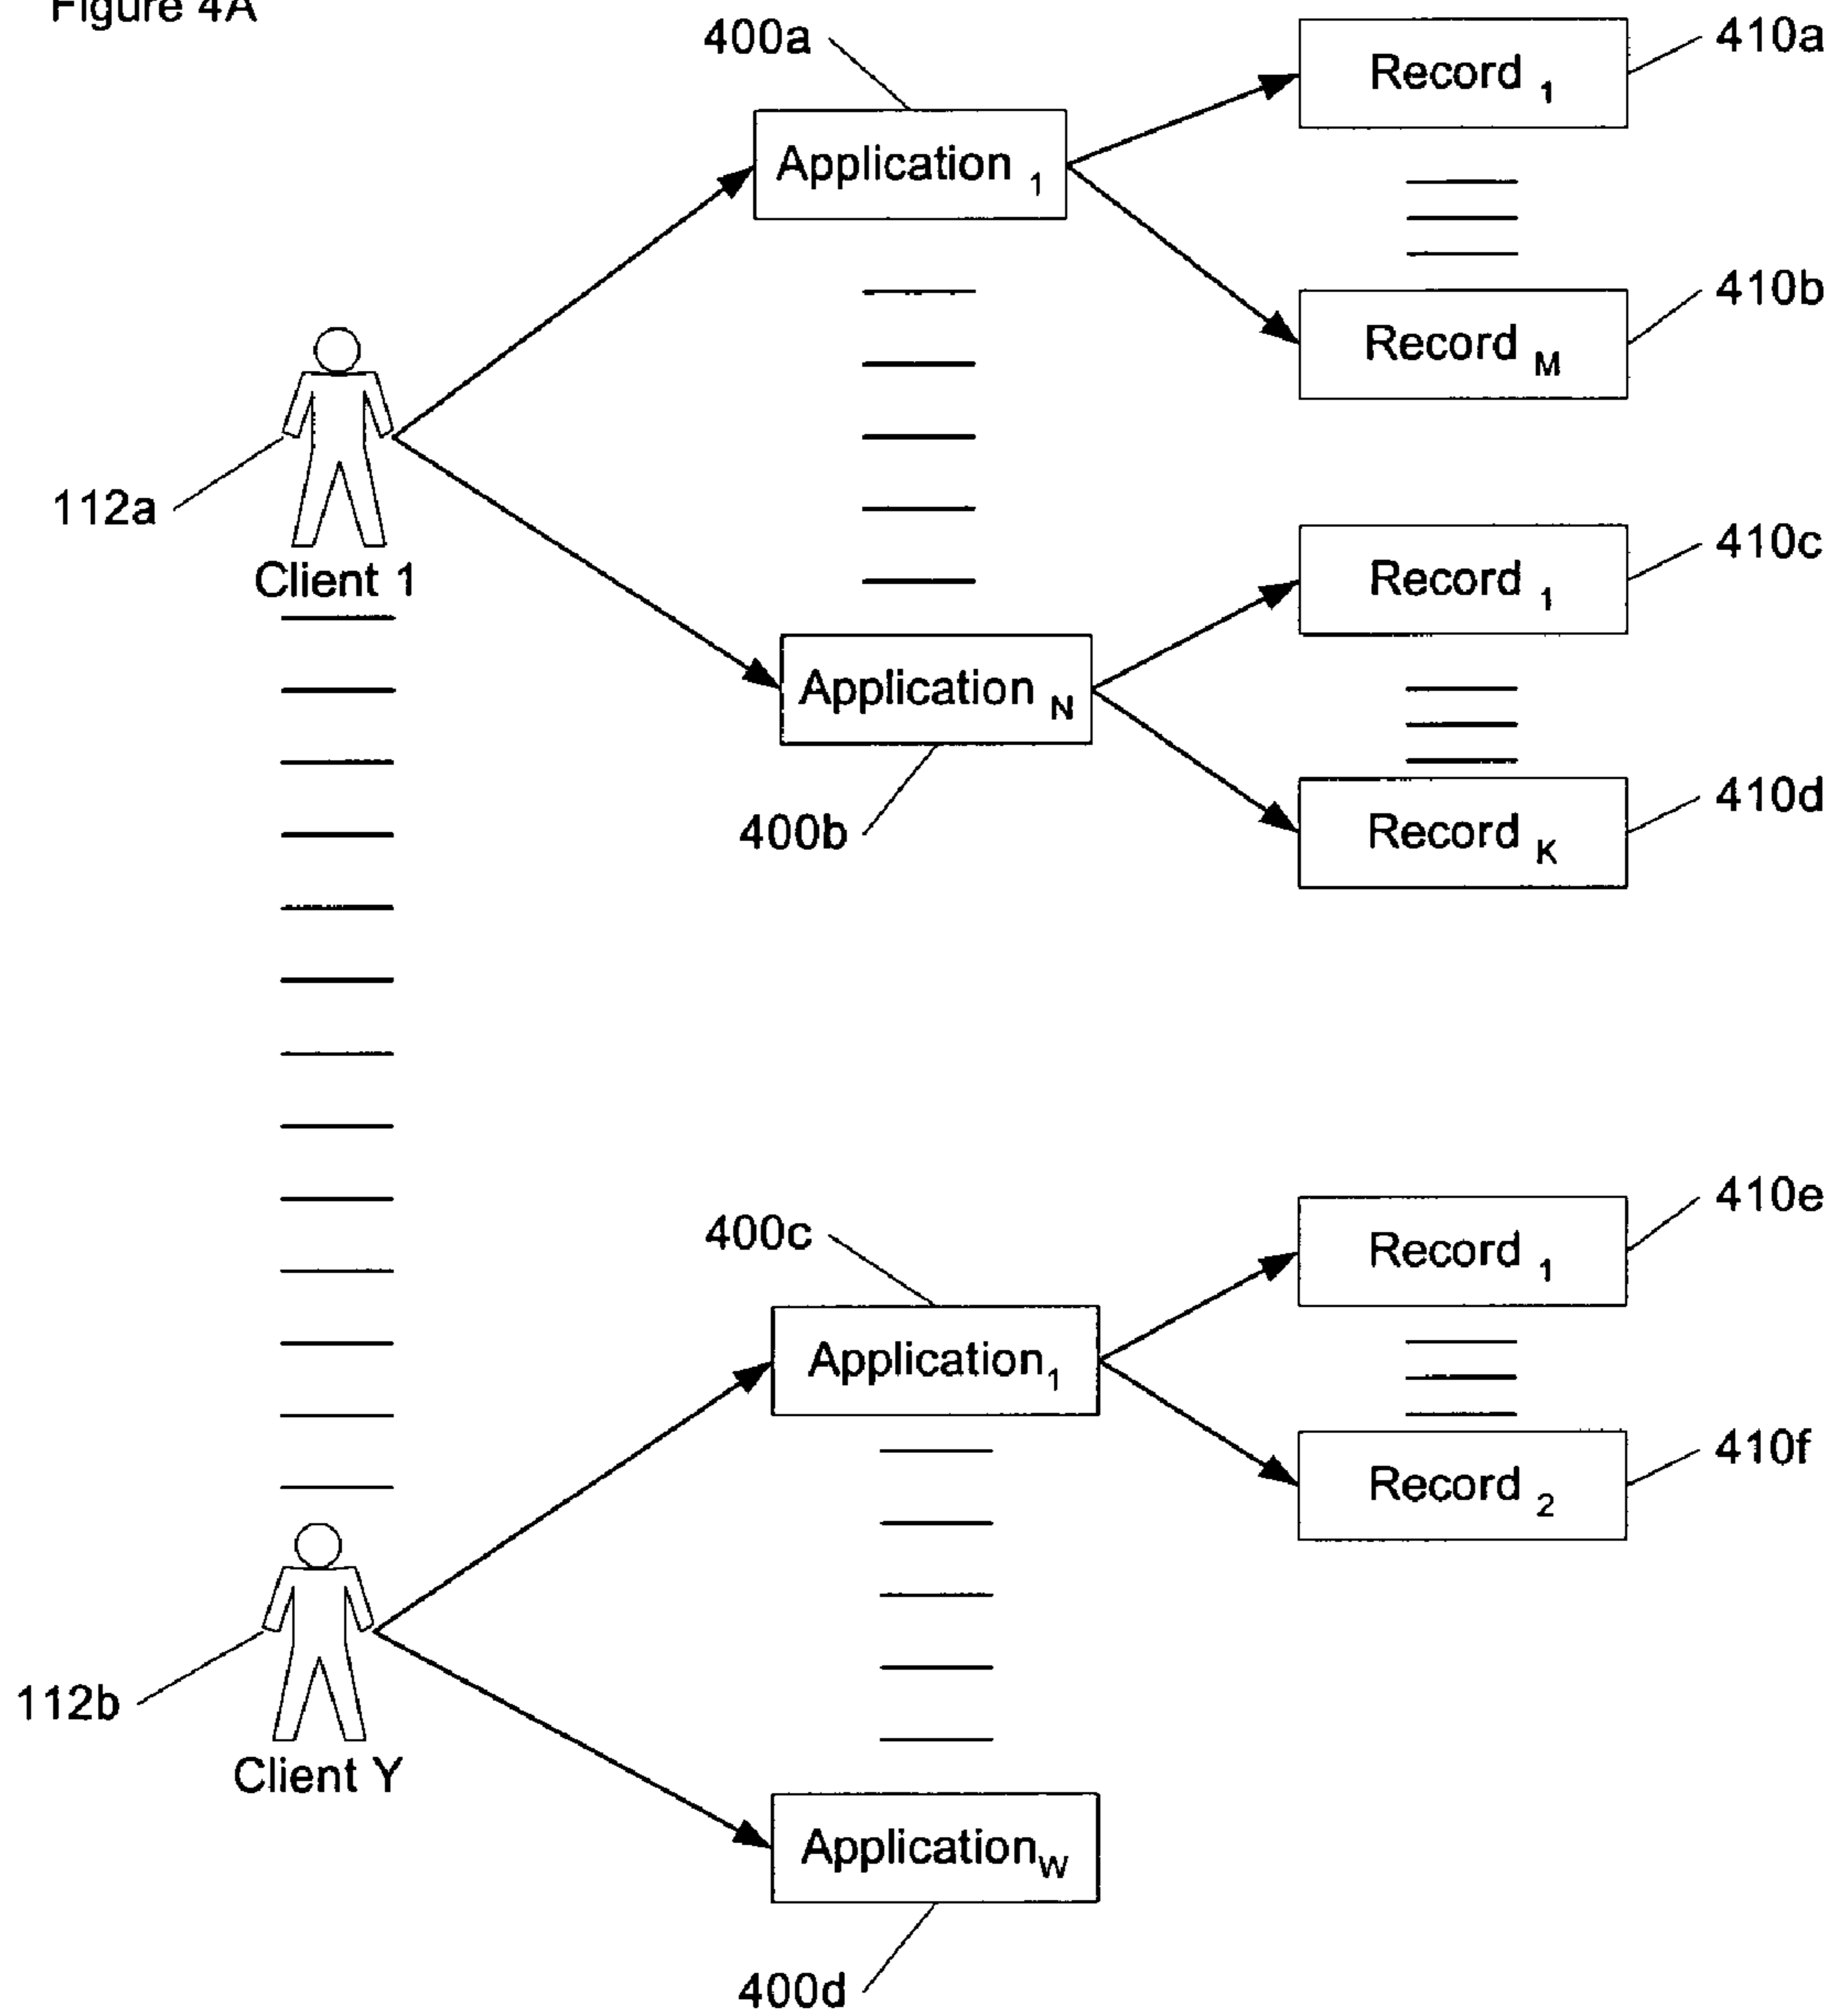 Figure 4A
400a
410a
Record 1
Application 1
410b
Record M
112a
Client 1
410c
Record 1
Application N
400b
410d
Record K
410e
Record 1
400c
Application1
410f
Record 2
112b
Client Y
ApplicationW
400d